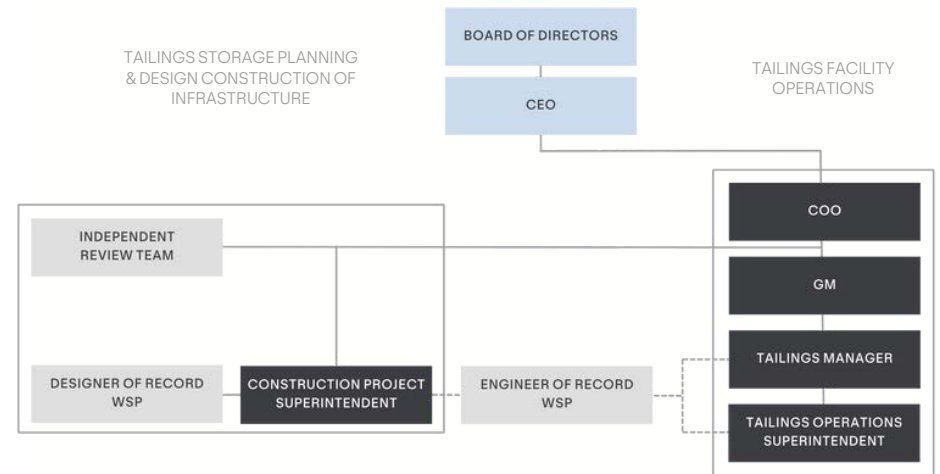 BOARD OF DIRECTORS
TAILINGS STORAGE PLANNING
& DESIGN CONSTRUCTION OF
INFRASTRUCTURE
TAILINGS FACILITY
OPERATIONS
CEO
COO
INDEPENDENT
REVIEW TEAM
GM
TAILINGS MANAGER
DESIGNER OF RECORD
WSP
CONSTRUCTION PROJECT
SUPERINTENDENT
ENGINEER OF RECORD
WSP
TAILINGS OPERATIONS
SUPERINTENDENT